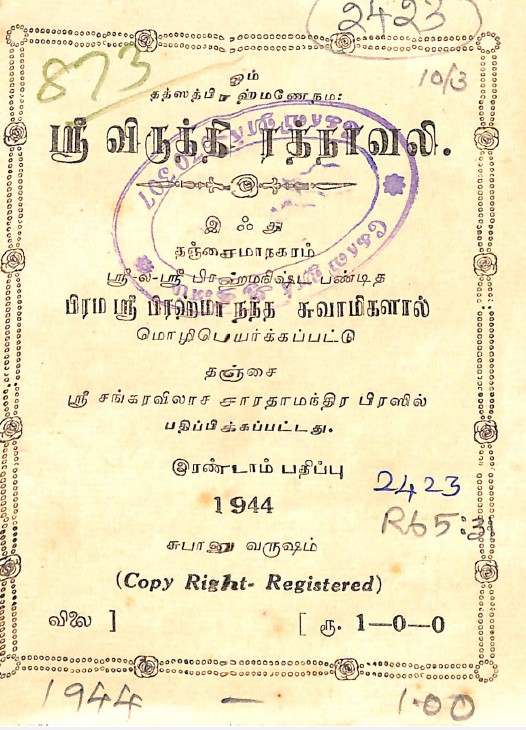 2423
873
10/3
ஓம்
தத்ஸத்பிரஹ்மணேநம:
ஸ்ரீ விருத்தி ரத்நாவலி.
இஃது
தஞ்சைமாநகரம்
ஸ்ரீ-ல-ஸ்ரீ பிரஹ்மநிஷ்ட பண்டித
பிரம ஸ்ரீ பிரஹ்மாநந்த சுவாமிகளால்
மொழிபெயர்க்கப்பட்டு
தஞ்சை
ஸ்ரீ சங்கரவிலாச சாரதாமந்திர பிரஸில்
பதிப்பிக்கப்பட்டது.
இரண்டாம் பதிப்பு
2423
1944
R65:3
சுபானு வருஷம்
(Copy Right- Registered)
விலை ] [ ரூ. 1—0—0
1944 — 1.00